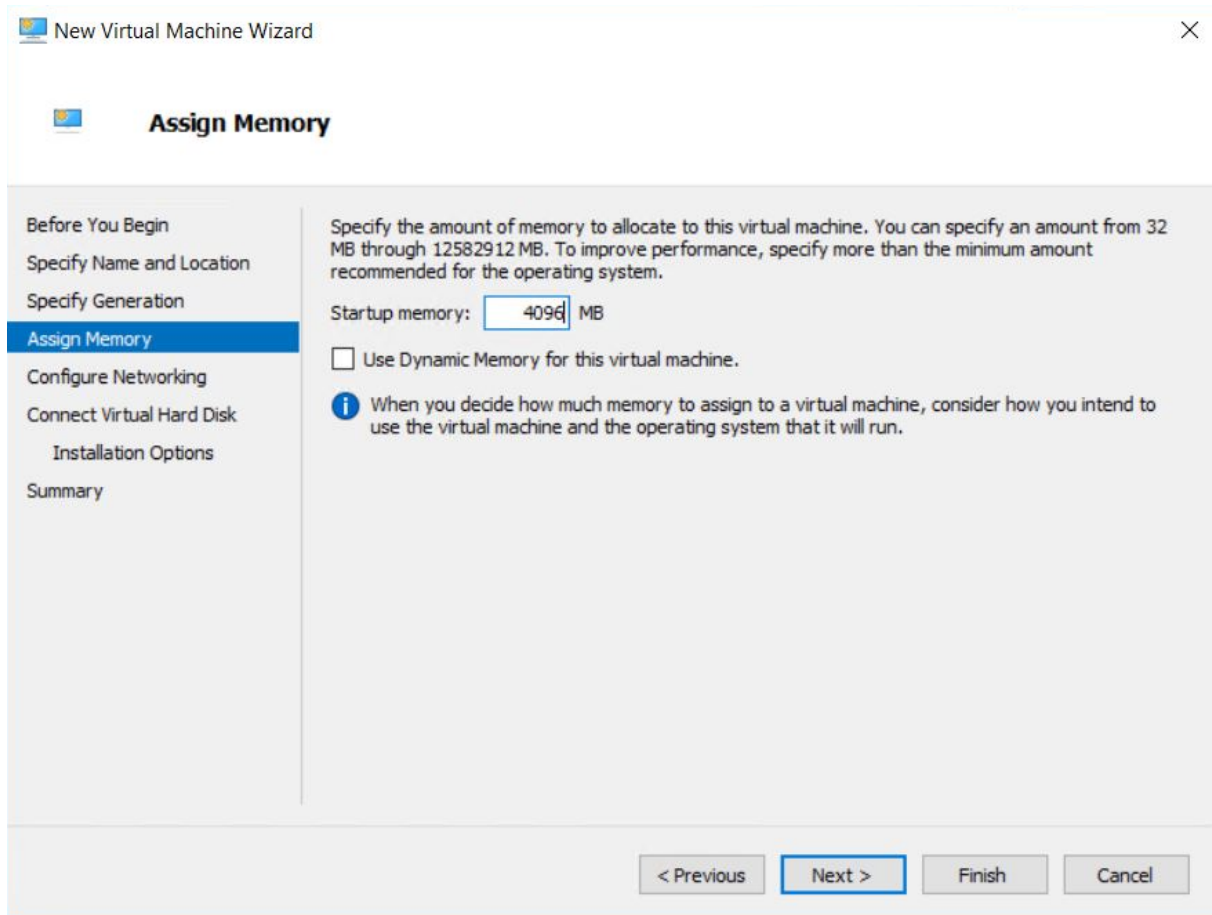 New Virtual Machine Wizard
Assign Memory
Before You Begin
Specify Name and Location
Specify Generation
Assign Memory
Configure Networking
Connect Virtual Hard Disk
Installation Options
Summary
Specify the amount of memory to allocate to this virtual machine. You can specify an amount from 32
MB through 12582912 MB. To improve performance, specify more than the minimum amount
recommended for the operating system.
Startup memory: 4096 MB
Use Dynamic Memory for this virtual machine.
When you decide how much memory to assign to a virtual machine, consider how you intend to
use the virtual machine and the operating system that it will run.
< Previous Next > Finish Cancel